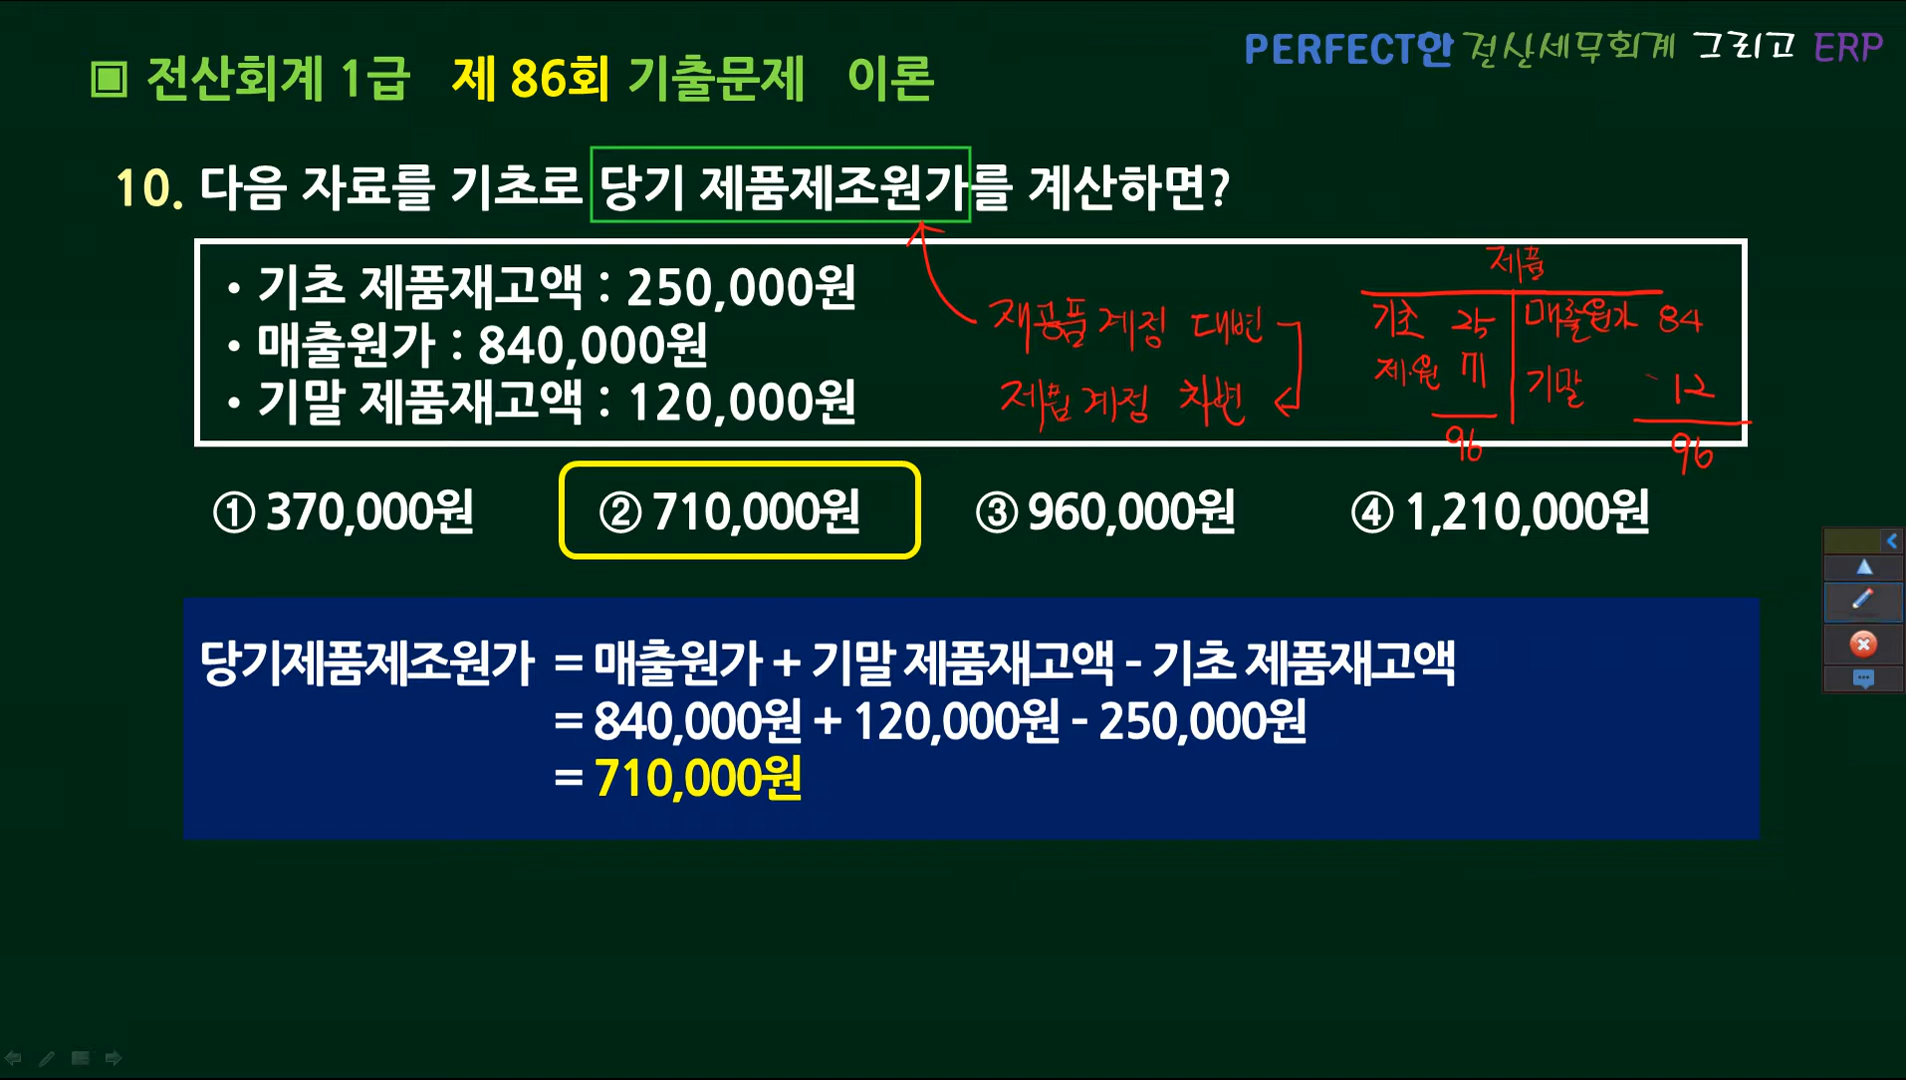 PERFECT한 전산세무회계 그리고 ERP
▣ 전산회계 1급 제 86회 기출문제 이론
10. 다음 자료를 기초로 당기 제품제조원가를 계산하면?
• 기초 제품재고액 : 250,000원
• 매출원가 : 840,000원
• 기말 제품재고액 : 120,000원
재공품 계정 대변
제품 계정 차변
제품
기초 25 매출원가 84
제.원 71 기말 12
96 96
① 370,000원 ② 710,000원 ③ 960,000원 ④ 1,210,000원
당기제품제조원가 = 매출원가 + 기말 제품재고액 - 기초 제품재고액
= 840,000원 + 120,000원 - 250,000원
= 710,000원